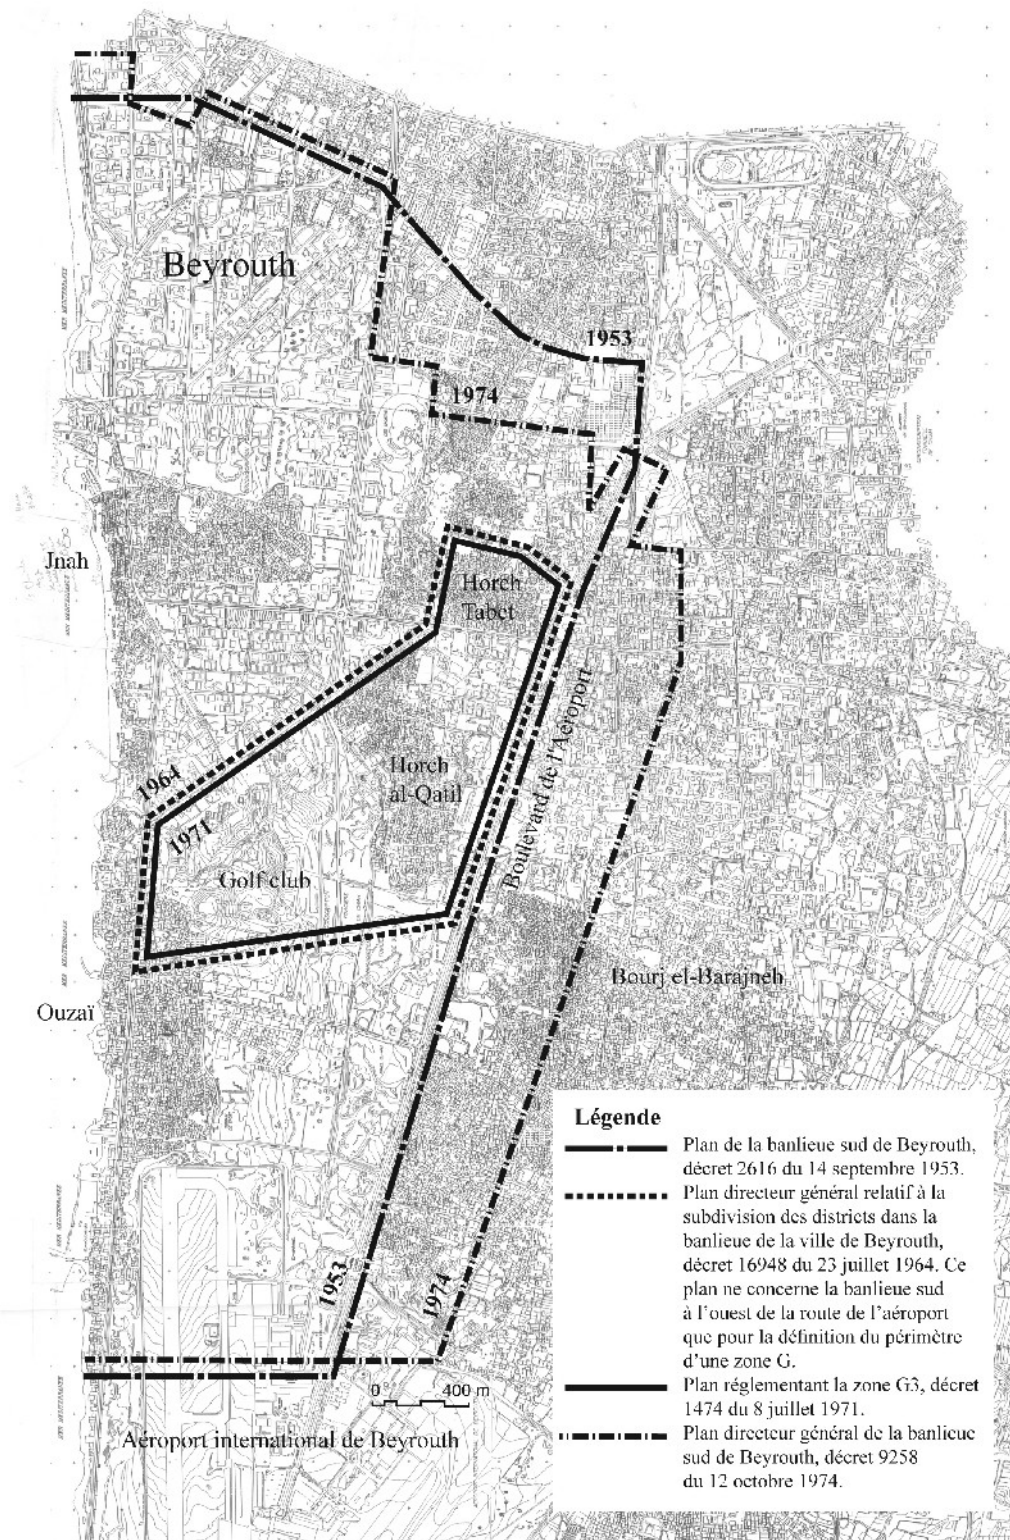 Beyrouth
1953
1974
Jnah
Horch
Tabet
Boulevard de l'Aéroport
Horch
al-Qatil
1964
1971
Golf club
Bourj el-Barajneh
Ouzaï
1953
1974
0 400 m
Aéroport international de Beyrouth
Légende
Plan de la banlieue sud de Beyrouth,
décret 2616 du 14 septembre 1953.
Plan directeur général relatif à la
subdivision des districts dans la
banlieue de la ville de Beyrouth,
décret 16948 du 23 juillet 1964. Ce
plan ne concerne la banlieue sud
à l'ouest de la route de l'aéroport
que pour la définition du périmètre
d'une zone G.
Plan réglementant la zone G3, décret
1474 du 8 juillet 1971.
Plan directeur général de la banlieue
sud de Beyrouth, décret 9258
du 12 octobre 1974.